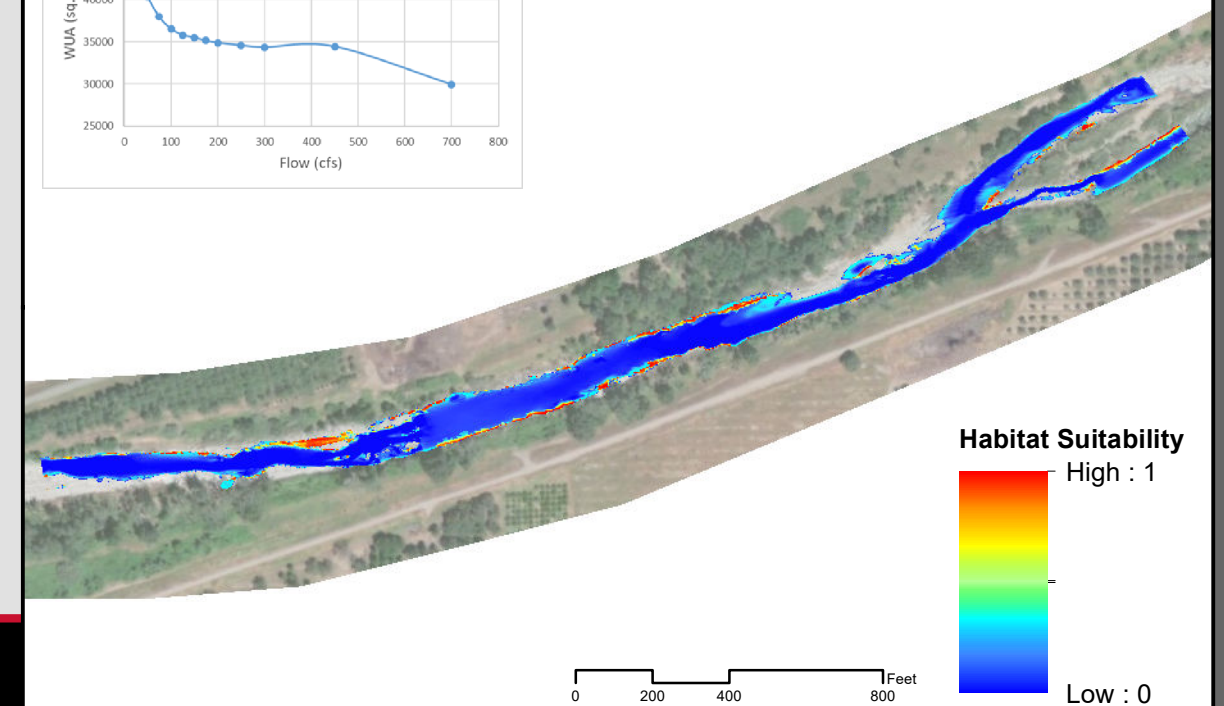 40000
WUA (sq.
35000
30000
25000
0 100 200 300 400 500 600 700 800
Flow (cfs)
Habitat Suitability
High : 1
Low : 0
Feet
0 200 400 800